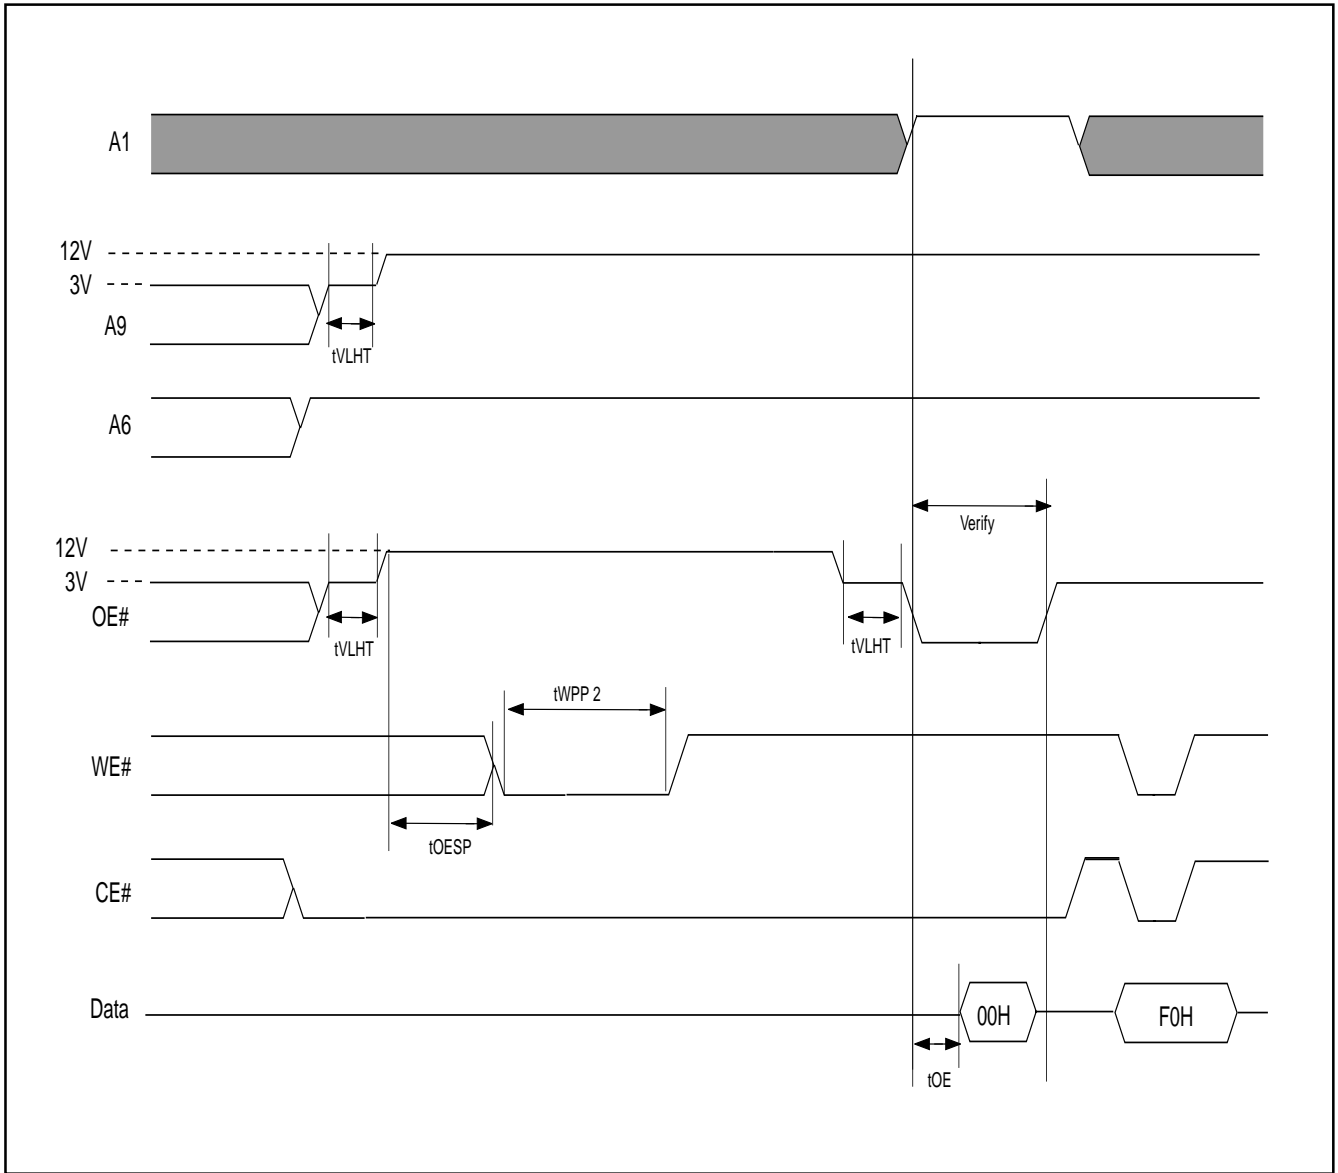 A1
12V
3V
A9
tVLHT
A6
Verify
12V
3V
OE#
tVLHT
tVLHT
tWPP 2
WE#
tOESP
CE#
Data
00H
F0H
tOE